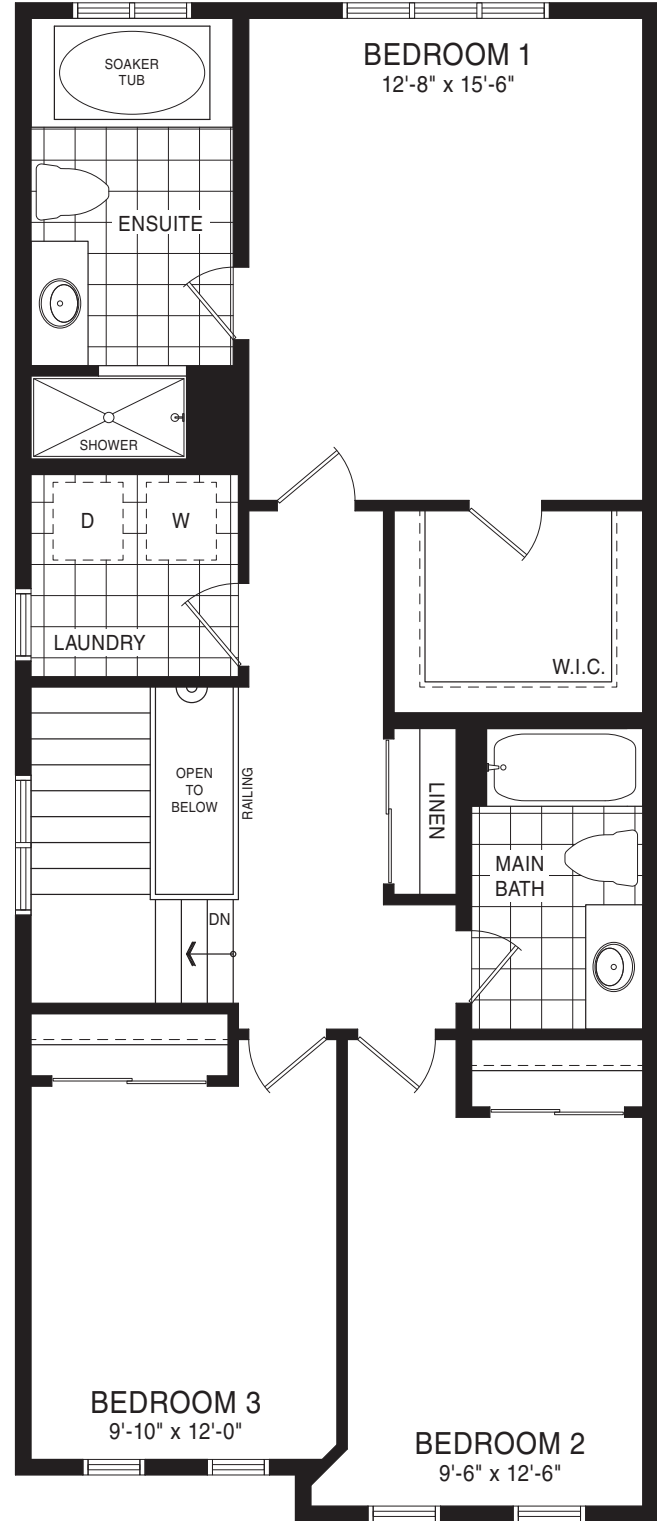 SOAKER
TUB
BEDROOM 1
12'-8" x 15'-6"
ENSUITE
SHOWER
D
W
LAUNDRY
W.I.C.
OPEN
TO
BELOW
RAILING
LINEN
MAIN
BATH
DN
BEDROOM 3
9'-10" x 12'-0"
BEDROOM 2
9'-6" x 12'-6"